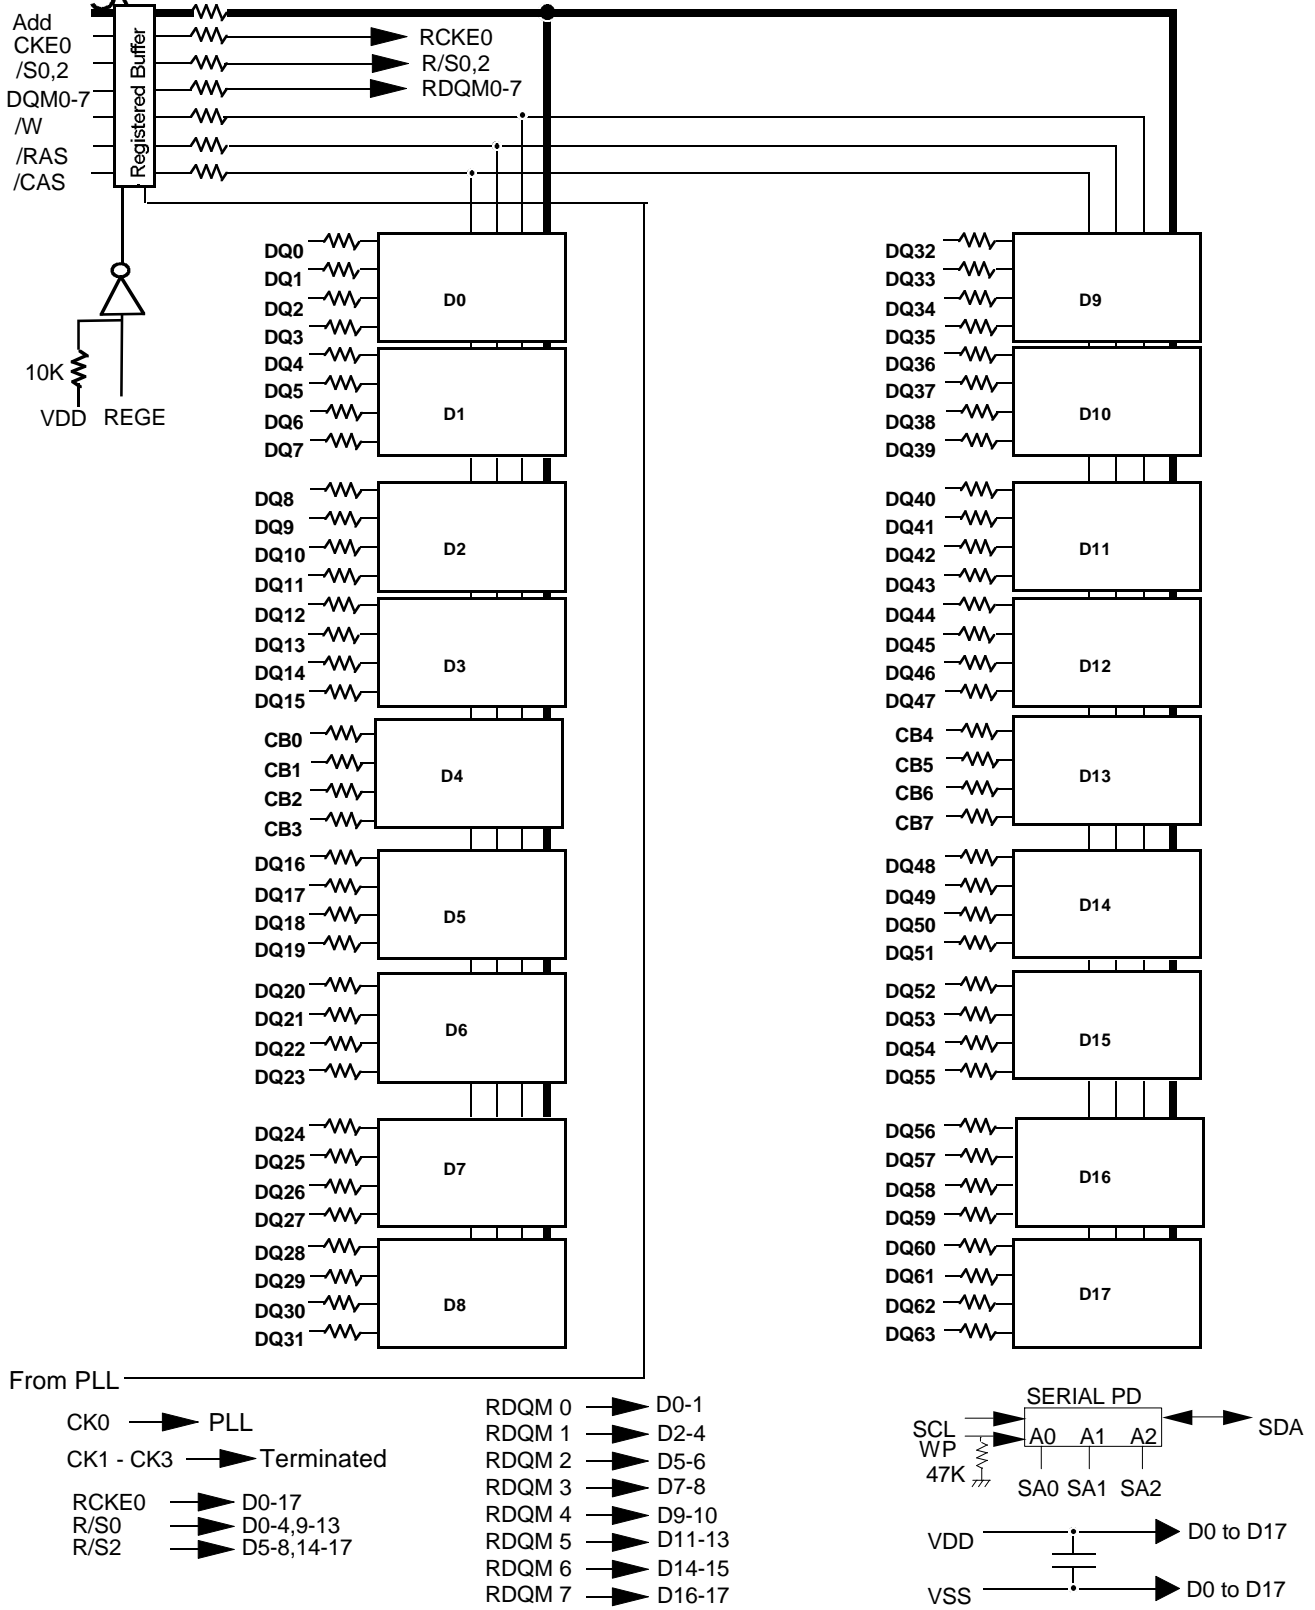 Add
CKE0
/S0,2
DQM0-7
/W
/RAS
/CAS
Registered Buffer
RCKE0
R/S0,2
RDQM0-7
10K
VDD REGE
DQ0
DQ1
DQ2
DQ3
D0
DQ4
DQ5
DQ6
DQ7
D1
DQ8
DQ9
DQ10
DQ11
D2
DQ12
DQ13
DQ14
DQ15
D3
CB0
CB1
CB2
CB3
D4
DQ16
DQ17
DQ18
DQ19
D5
DQ20
DQ21
DQ22
DQ23
D6
DQ24
DQ25
DQ26
DQ27
D7
DQ28
DQ29
DQ30
DQ31
D8
DQ32
DQ33
DQ34
DQ35
D9
DQ36
DQ37
DQ38
DQ39
D10
DQ40
DQ41
DQ42
DQ43
D11
DQ44
DQ45
DQ46
DQ47
D12
CB4
CB5
CB6
CB7
D13
DQ48
DQ49
DQ50
DQ51
D14
DQ52
DQ53
DQ54
DQ55
D15
DQ56
DQ57
DQ58
DQ59
D16
DQ60
DQ61
DQ62
DQ63
D17
From PLL
CK0 PLL
CK1 - CK3 Terminated
RCKE0 D0-17
R/S0 D0-4,9-13
R/S2 D5-8,14-17
RDQM 0 D0-1
RDQM 1 D2-4
RDQM 2 D5-6
RDQM 3 D7-8
RDQM 4 D9-10
RDQM 5 D11-13
RDQM 6 D14-15
RDQM 7 D16-17
SERIAL PD
SCL
WP
47K
A0 A1 A2
SDA
SA0 SA1 SA2
VDD D0 to D17
VSS D0 to D17